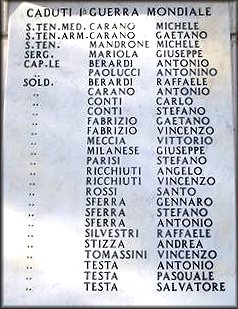 CADUTI 1ª GUERRA MONDIALE
S.TEN.MED. CARANO MICHELE
S.TEN.ARM. CARANO GAETANO
S.TEN. MANDRONE MICHELE
SERG. MARIOLA GIUSEPPE
CAP.LE BERARDI ANTONIO
" PAOLUCCI ANTONINO
SOLD. BERARDI RAFFAELE
" CARANO ANTONIO
" CONTI CARLO
" CONTI STEFANO
" FABRIZIO GAETANO
" FABRIZIO VINCENZO
" MECCIA VITTORIO
" MILANESE GIUSEPPE
" PARISI STEFANO
" RICCHIUTI ANGELO
" RICCHIUTI VINCENZO
" ROSSI SANTO
" SFERRA GENNARO
" SFERRA STEFANO
" SFERRA ANTONIO
" SILVESTRI RAFFAELE
" STIZZA ANDREA
" TOMASSINI VINCENZO
" TESTA ANTONIO
" TESTA PASQUALE
" TESTA SALVATORE